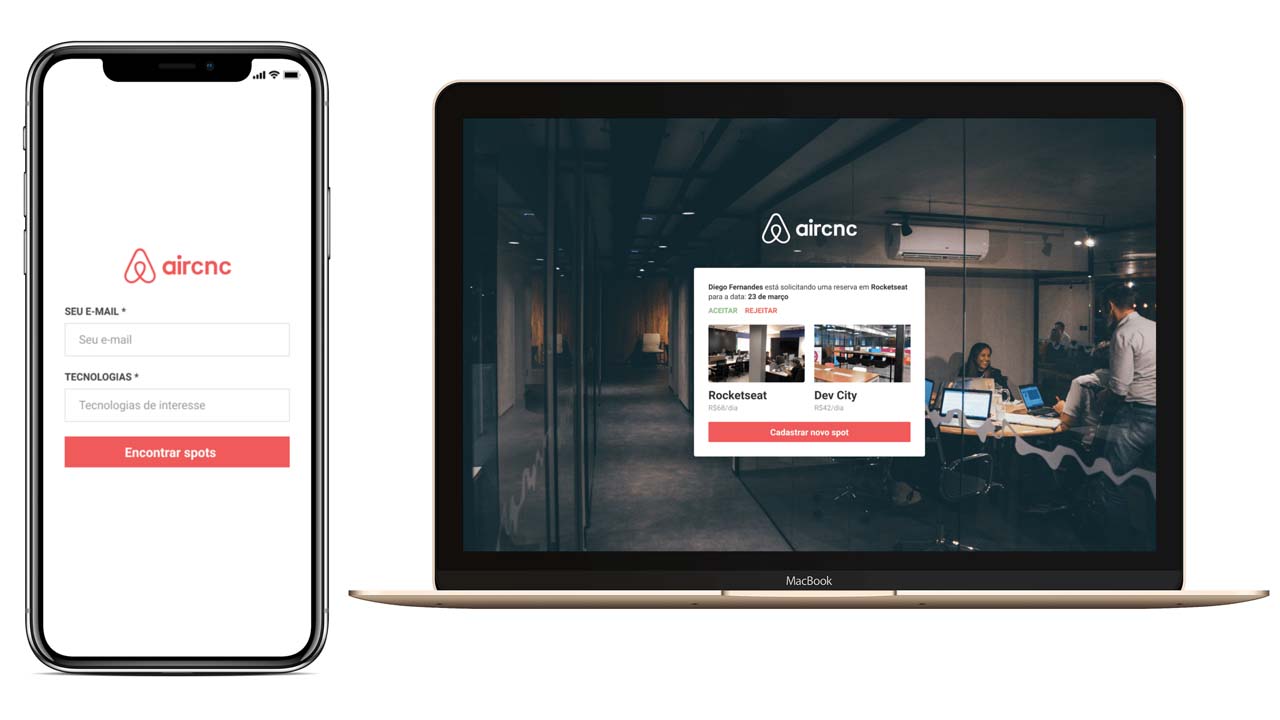 aircnc
SEU E-MAIL *
Seu e-mail
TECNOLOGIAS *
Tecnologias de interesse
Encontrar spots
aircnc
Diego Fernandes está solicitando uma reserva em Rocketseat
para a data: 23 de março
ACEITAR REJEITAR
Rocketseat Dev City
R$68/dia R$42/dia
Cadastrar novo spot
MacBook